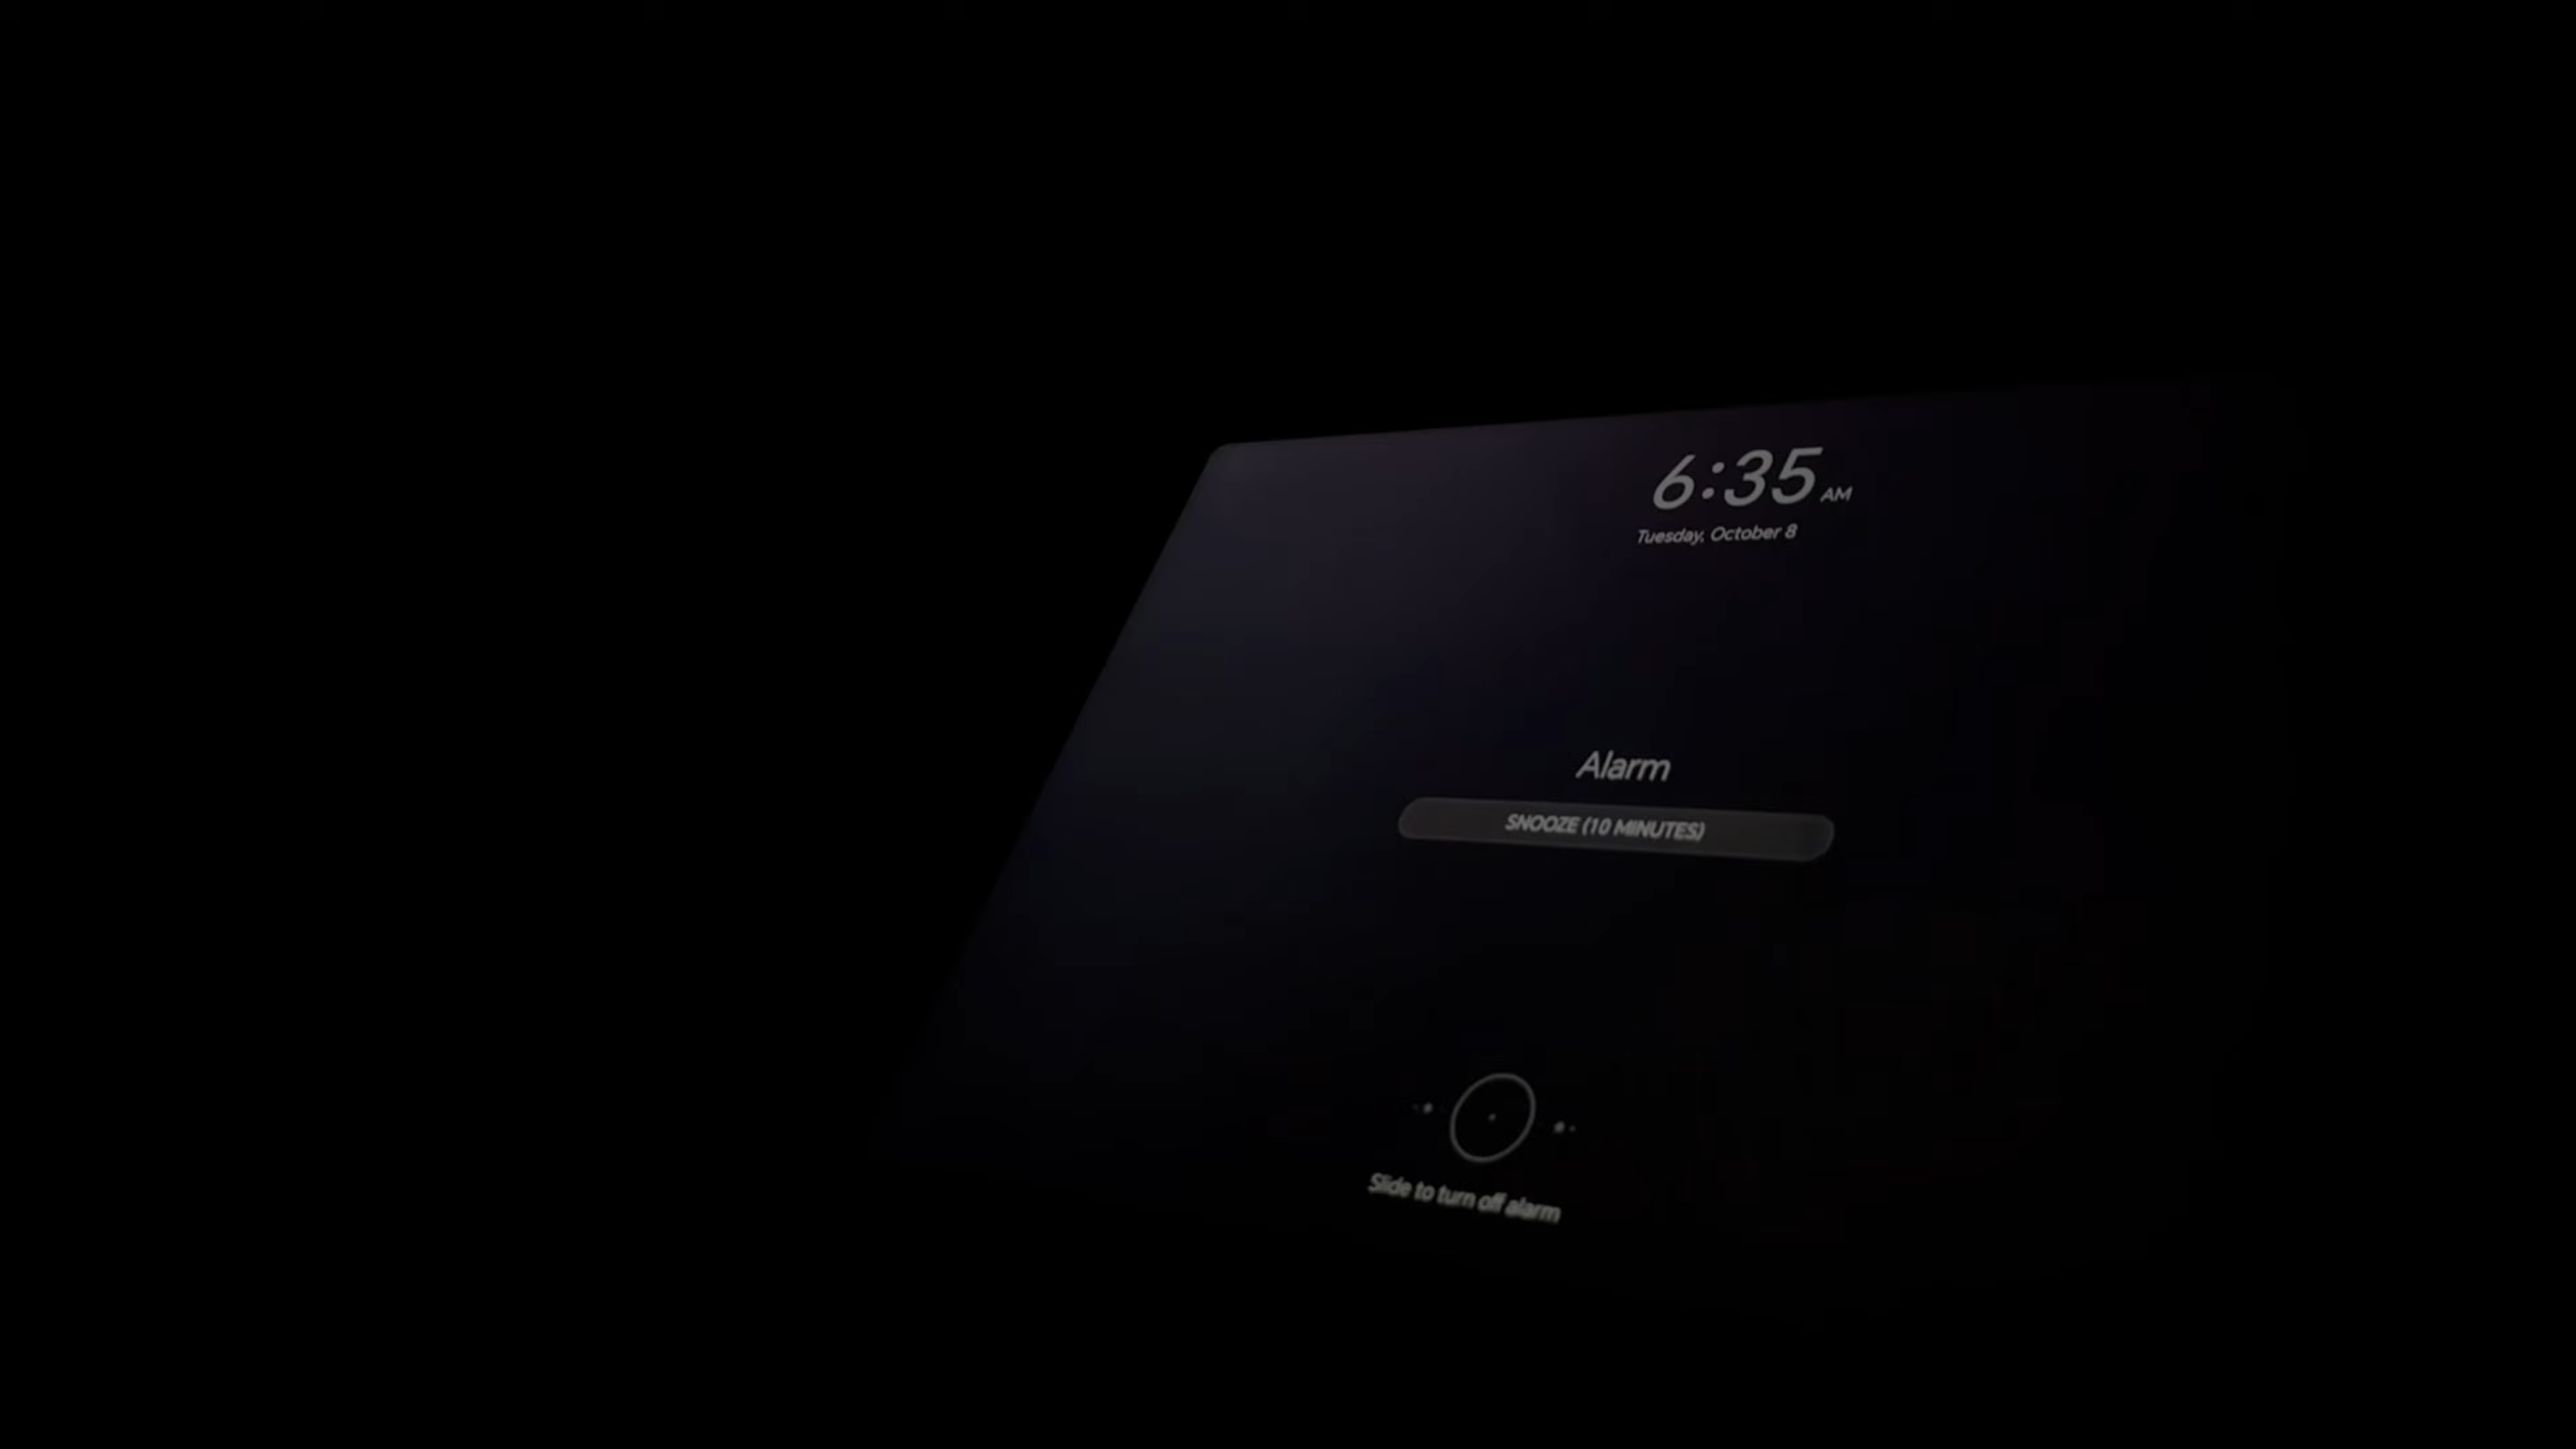 6:35 AM
Tuesday, October 8
Alarm
SNOOZE (10 MINUTES)
Slide to turn off alarm